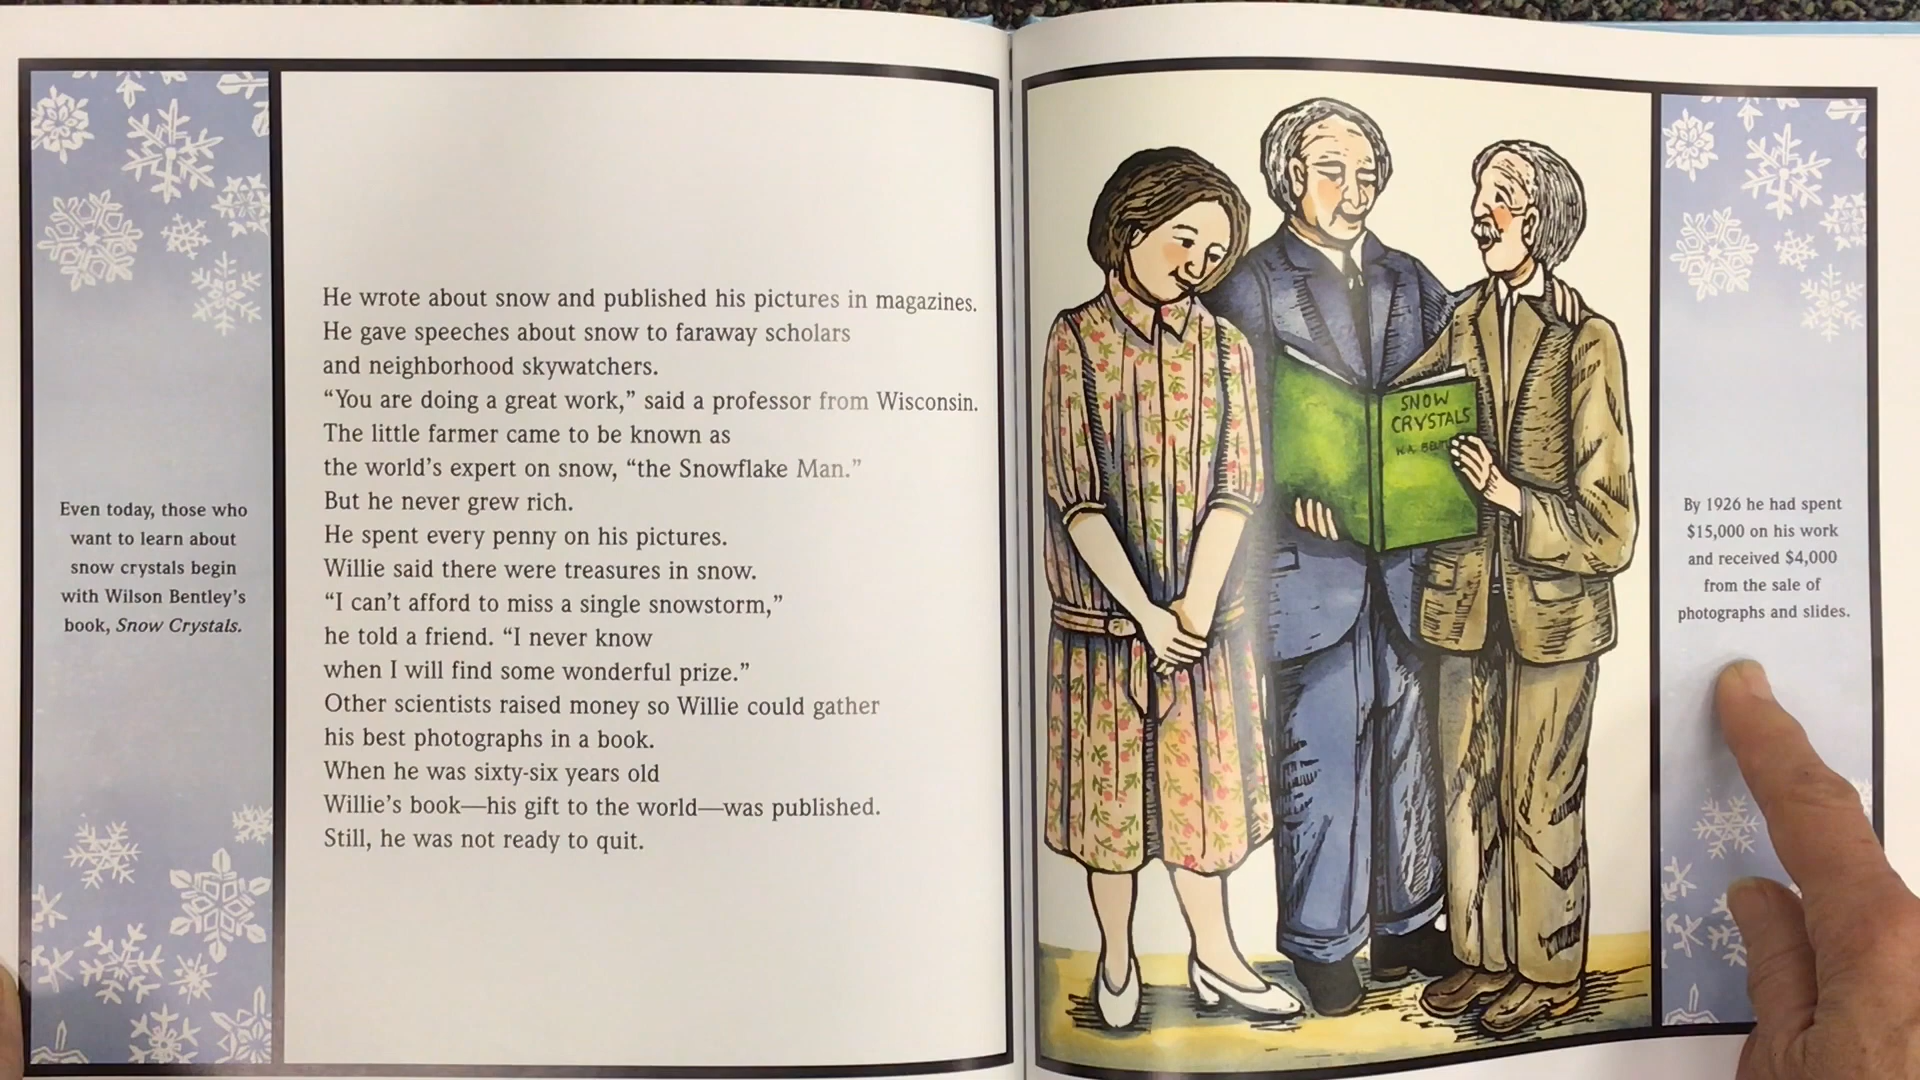 Even today, those who
want to learn about
snow crystals begin
with Wilson Bentley's
book, Snow Crystals.
He wrote about snow and published his pictures in magazines.
He gave speeches about snow to faraway scholars
and neighborhood skywatchers.
“You are doing a great work,” said a professor from Wisconsin.
The little farmer came to be known as
the world's expert on snow, “the Snowflake Man.”
But he never grew rich.
He spent every penny on his pictures.
Willie said there were treasures in snow.
“I can't afford to miss a single snowstorm,”
he told a friend. “I never know
when I will find some wonderful prize.”
Other scientists raised money so Willie could gather
his best photographs in a book.
When he was sixty-six years old
Willie's book—his gift to the world—was published.
Still, he was not ready to quit.
SNOW
CRYSTALS
W.A.
By 1926 he had spent
$15,000 on his work
and received $4,000
from the sale of
photographs and slides.